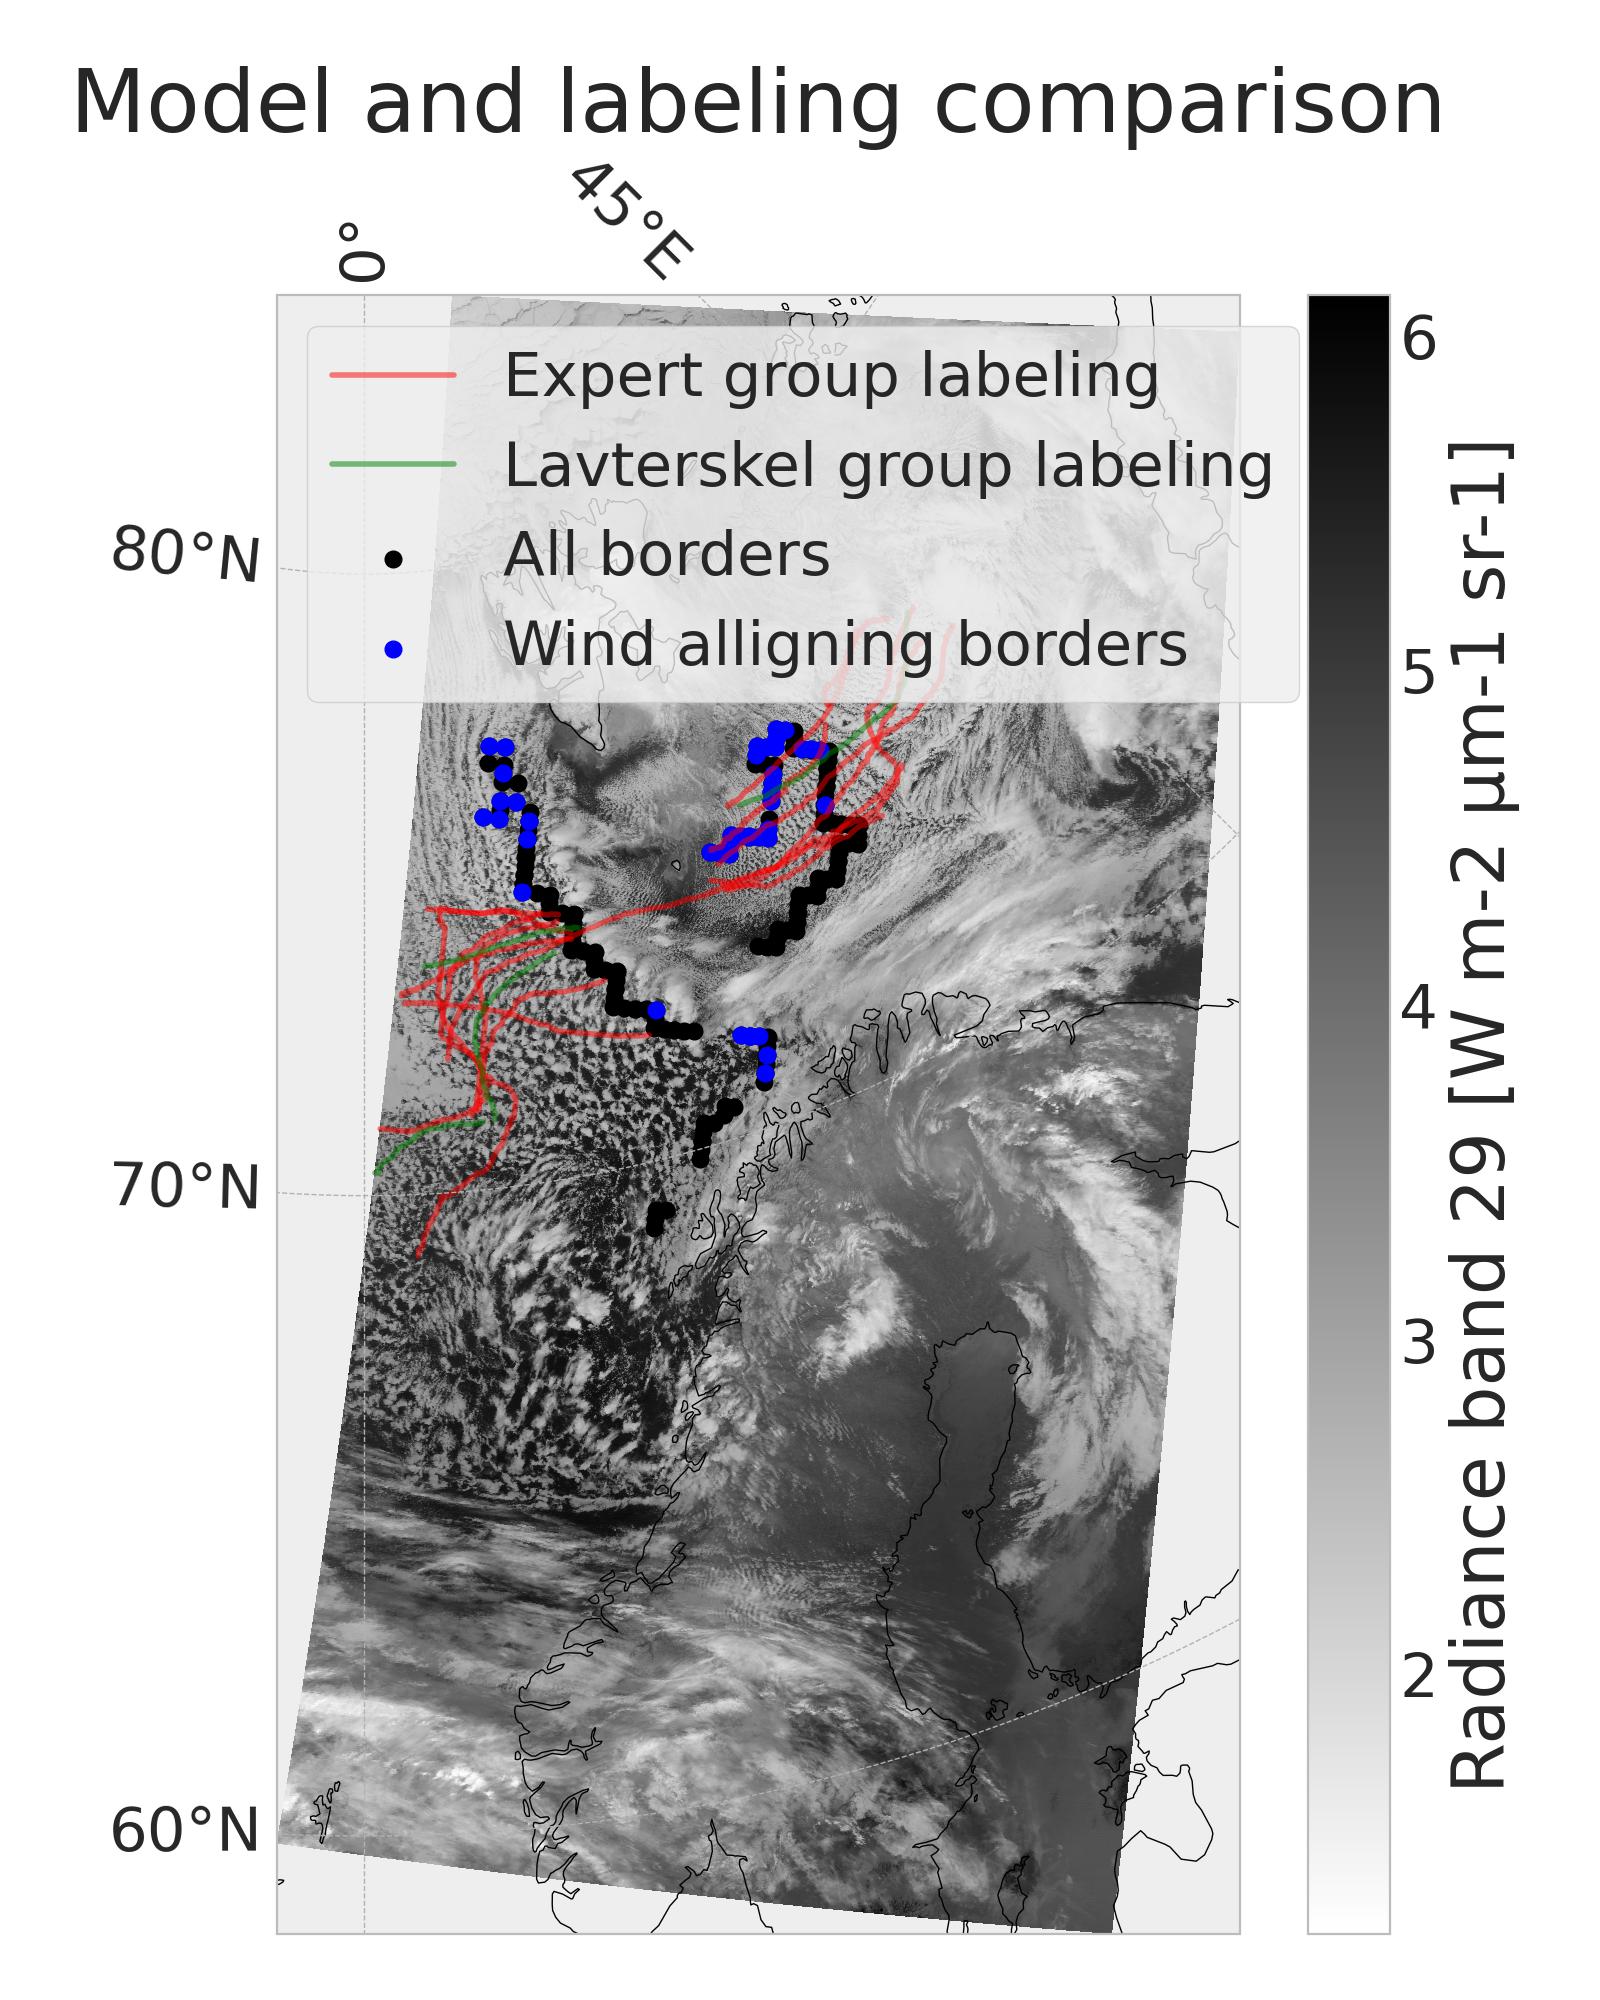 Model and labeling comparison
0°
45°E
Expert group labeling
Lavterskel group labeling
All borders
Wind alligning borders
80°N
70°N
60°N
6
5
4
3
2
Radiance band 29 [W m-2 µm-1 sr-1]